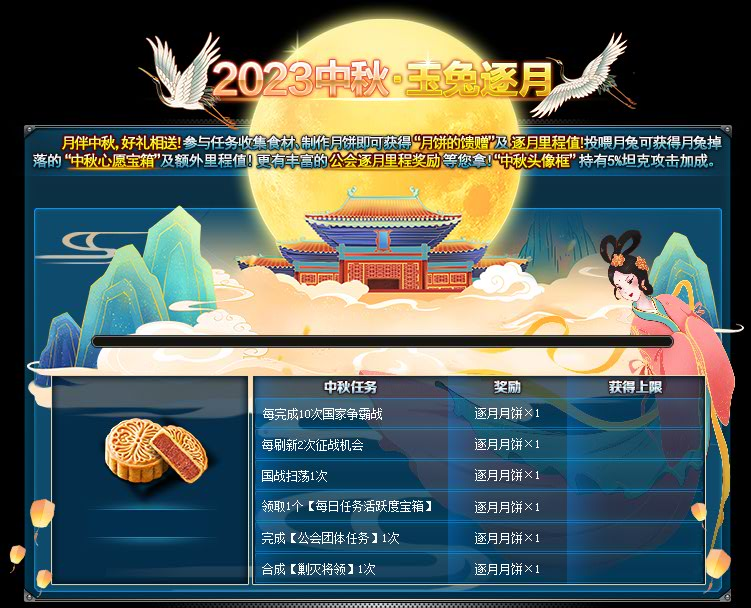 2023中秋·玉兔逐月
月伴中秋,好礼相送!参与任务收集食材、制作月饼即可获得“月饼的馈赠”及逐月里程值!投喂月兔可获得月兔掉
落的“中秋心愿宝箱”及额外里程值!更有丰富的公会逐月里程奖励等您拿!“中秋头像框”持有5%坦克攻击加成。
中秋任务 奖励 获得上限
每完成10次国家争霸战 逐月月饼×1
每刷新2次征战机会 逐月月饼×1
国战扫荡1次 逐月月饼×1
领取1个【每日任务活跃度宝箱】 逐月月饼×1
完成【公会团体任务】1次 逐月月饼×1
合成【剿灭将领】1次 逐月月饼×1